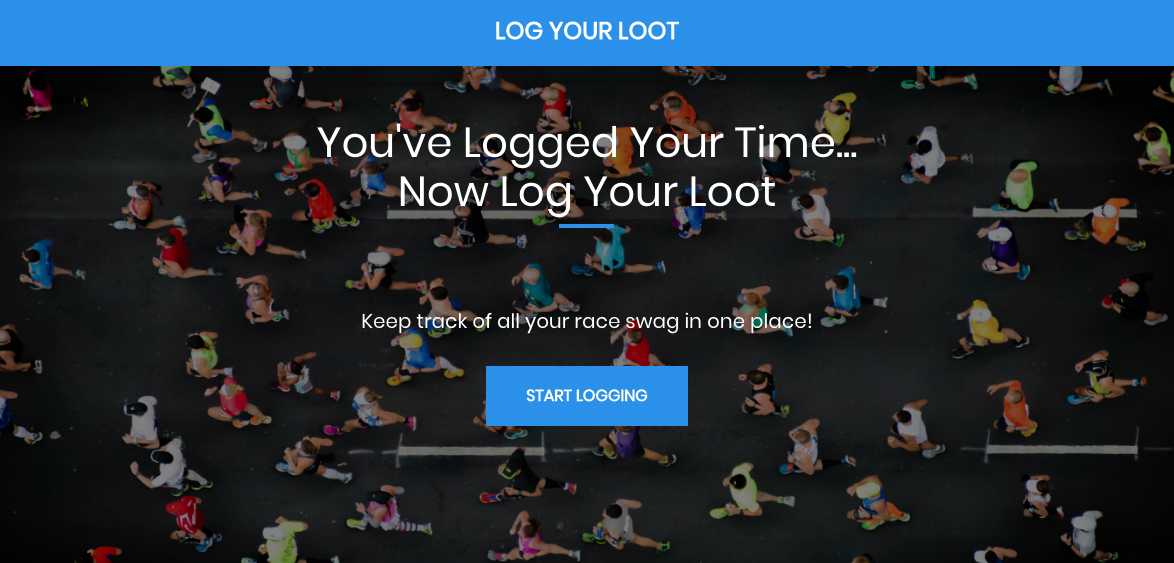 LOG YOUR LOOT
You've Logged Your Time...
Now Log Your Loot
Keep track of all your race swag in one place!
START LOGGING